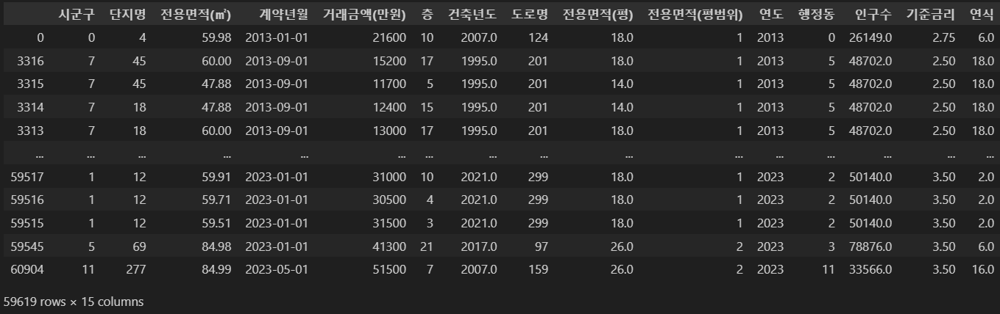 시군구 단지명 전용면적(㎡) 계약년월 거래금액(만원) 층 건축년도 도로명 전용면적(평) 전용면적(평범위) 연도 행정동 인구수 기준금리 연식
0 0 4 59.98 2013-01-01 21600 10 2007.0 124 18.0 1 2013 0 26149.0 2.75 6.0
3316 7 45 60.00 2013-09-01 15200 17 1995.0 201 18.0 1 2013 5 48702.0 2.50 18.0
3315 7 45 47.88 2013-09-01 11700 5 1995.0 201 14.0 1 2013 5 48702.0 2.50 18.0
3314 7 18 47.88 2013-09-01 12400 15 1995.0 201 14.0 1 2013 5 48702.0 2.50 18.0
3313 7 18 60.00 2013-09-01 13000 17 1995.0 201 18.0 1 2013 5 48702.0 2.50 18.0
... ... ... ... ... ... ... ... ... ... ... ... ... ... ... ...
59517 1 12 59.91 2023-01-01 31000 10 2021.0 299 18.0 1 2023 2 50140.0 3.50 2.0
59516 1 12 59.71 2023-01-01 30500 4 2021.0 299 18.0 1 2023 2 50140.0 3.50 2.0
59515 1 12 59.51 2023-01-01 31500 3 2021.0 299 18.0 1 2023 2 50140.0 3.50 2.0
59545 5 69 84.98 2023-01-01 41300 21 2017.0 97 26.0 2 2023 3 78876.0 3.50 6.0
60904 11 277 84.99 2023-05-01 51500 7 2007.0 159 26.0 2 2023 11 33566.0 3.50 16.0
59619 rows × 15 columns